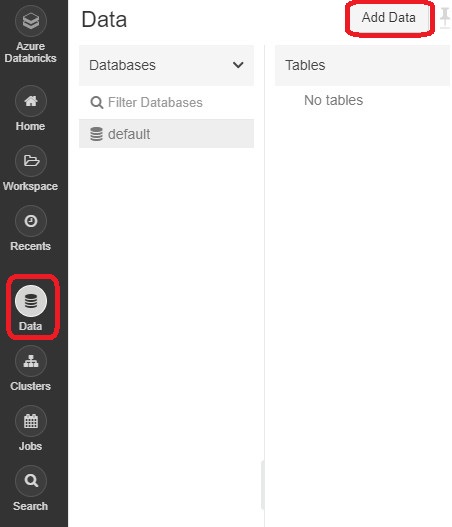 Azure
Databricks
Home
Workspace
Recents
Data
Clusters
Jobs
Search
Data
Add Data
Databases
Filter Databases
default
Tables
No tables